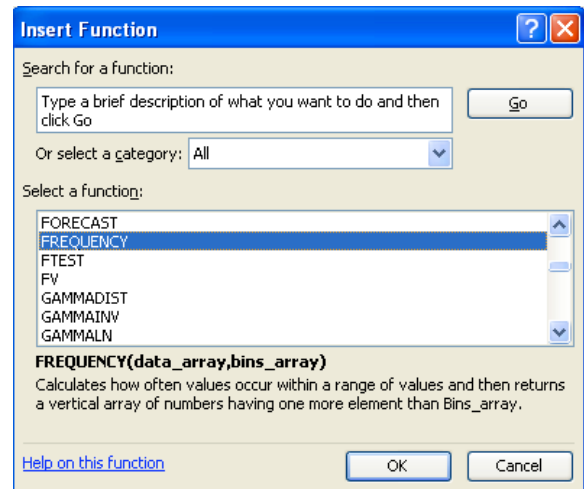 Insert Function
Search for a function:
Type a brief description of what you want to do and then
click Go
Go
Or select a category: All
Select a function:
FORECAST
FREQUENCY
FTEST
FV
GAMMADIST
GAMMAINV
GAMMALN
FREQUENCY(data_array,bins_array)
Calculates how often values occur within a range of values and then returns
a vertical array of numbers having one more element than Bins_array.
Help on this function
OK
Cancel